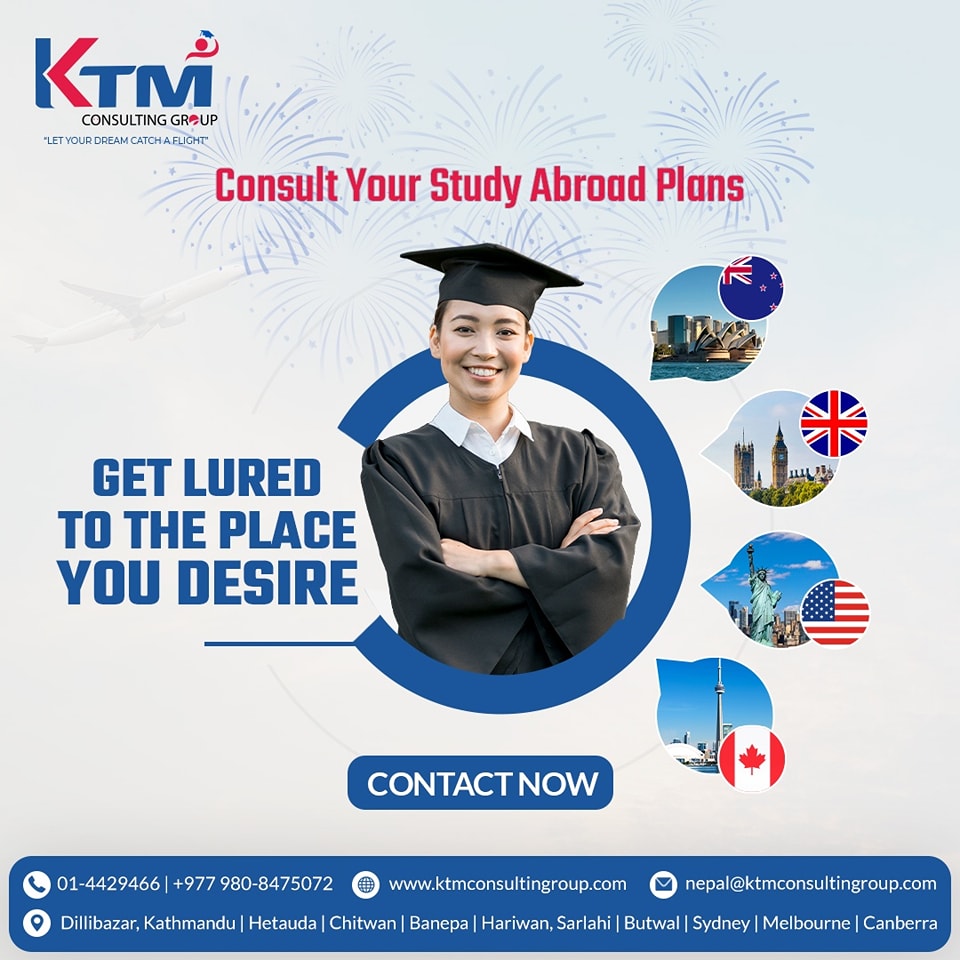 KTM
CONSULTING GROUP
"LET YOUR DREAM CATCH A FLIGHT"
Consult Your Study Abroad Plans
GET LURED
TO THE PLACE
YOU DESIRE
CONTACT NOW
01-4429466 | +977 980-8475072 www.ktmconsultingroup.com nepal@ktmconsultingroup.com
Dillibazar, Kathmandu | Hetauda | Chitwan | Banepa | Hariwan, Sarlahi | Butwal | Sydney | Melbourne | Canberra